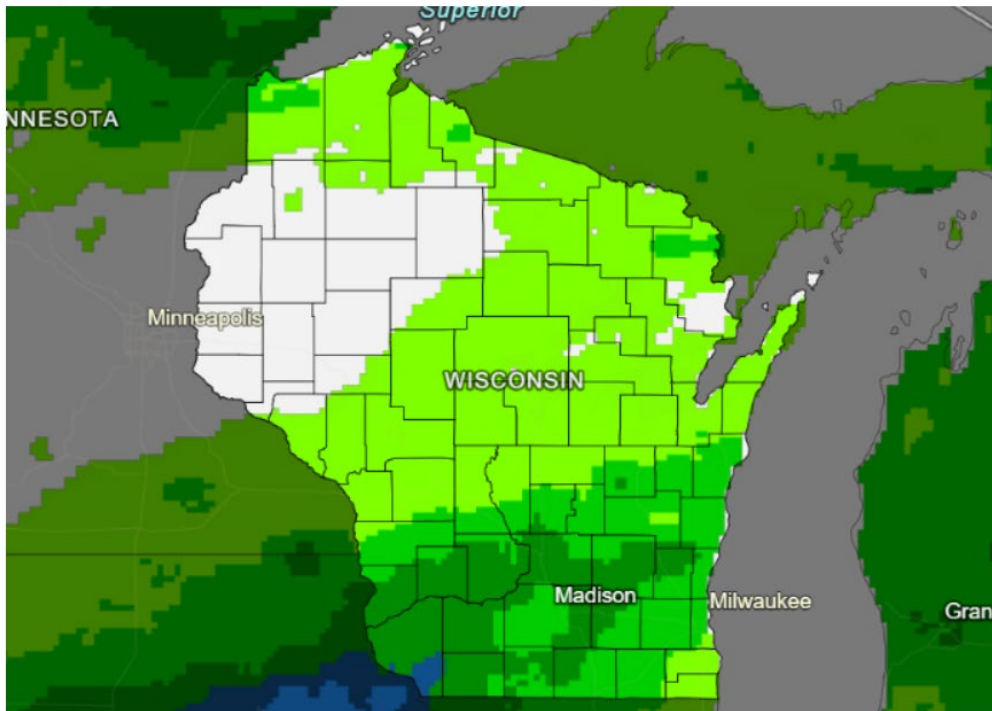 Superior
NNESOTA
Minneapolis
WISCONSIN
Madison
Milwaukee
Gran